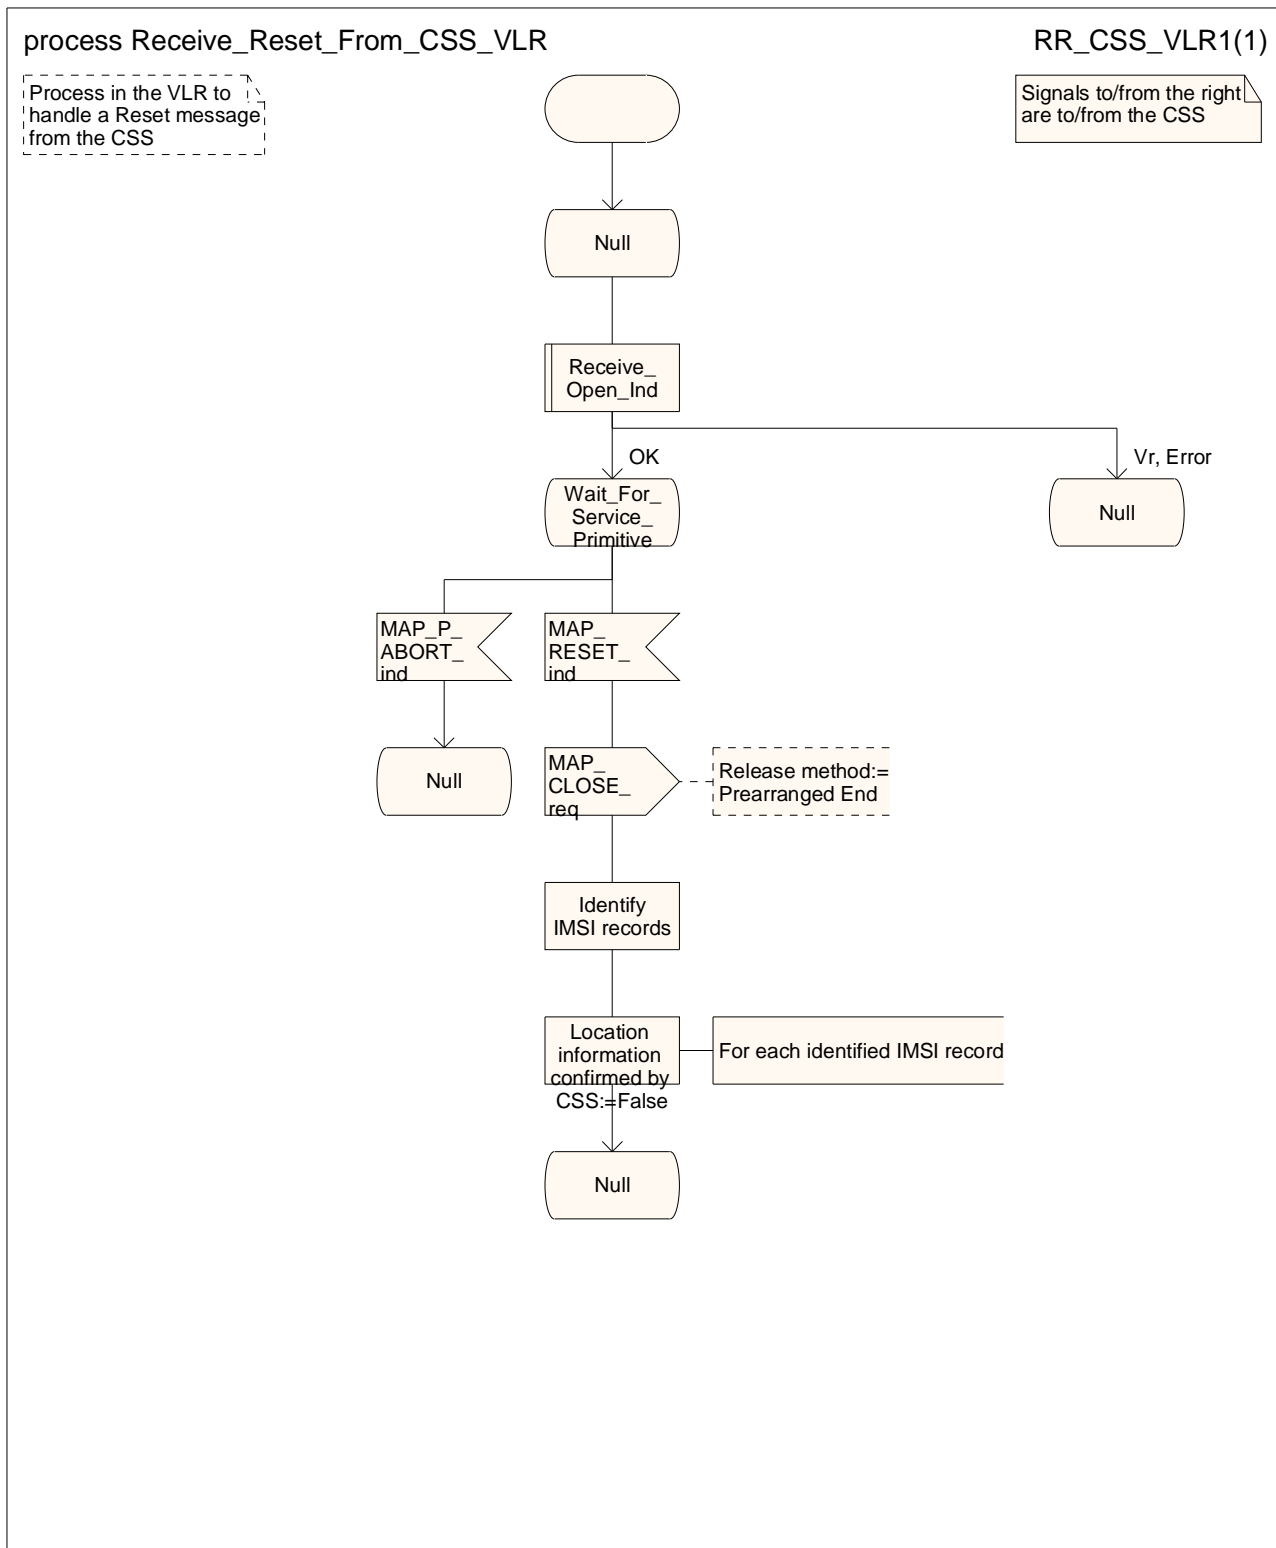 process Receive_Reset_From_CSS_VLR
RR_CSS_VLR1(1)
Process in the VLR to
handle a Reset message
from the CSS
Signals to/from the right
are to/from the CSS
Null
Receive_
Open_Ind
OK
Vr, Error
Wait_For_
Service_
Primitive
Null
MAP_P_
ABORT_
ind
MAP_
RESET_
ind
Null
MAP_
CLOSE_
req
Release method:=
Prearranged End
Identify
IMSI records
Location
information
confirmed by
CSS:=False
For each identified IMSI record
Null